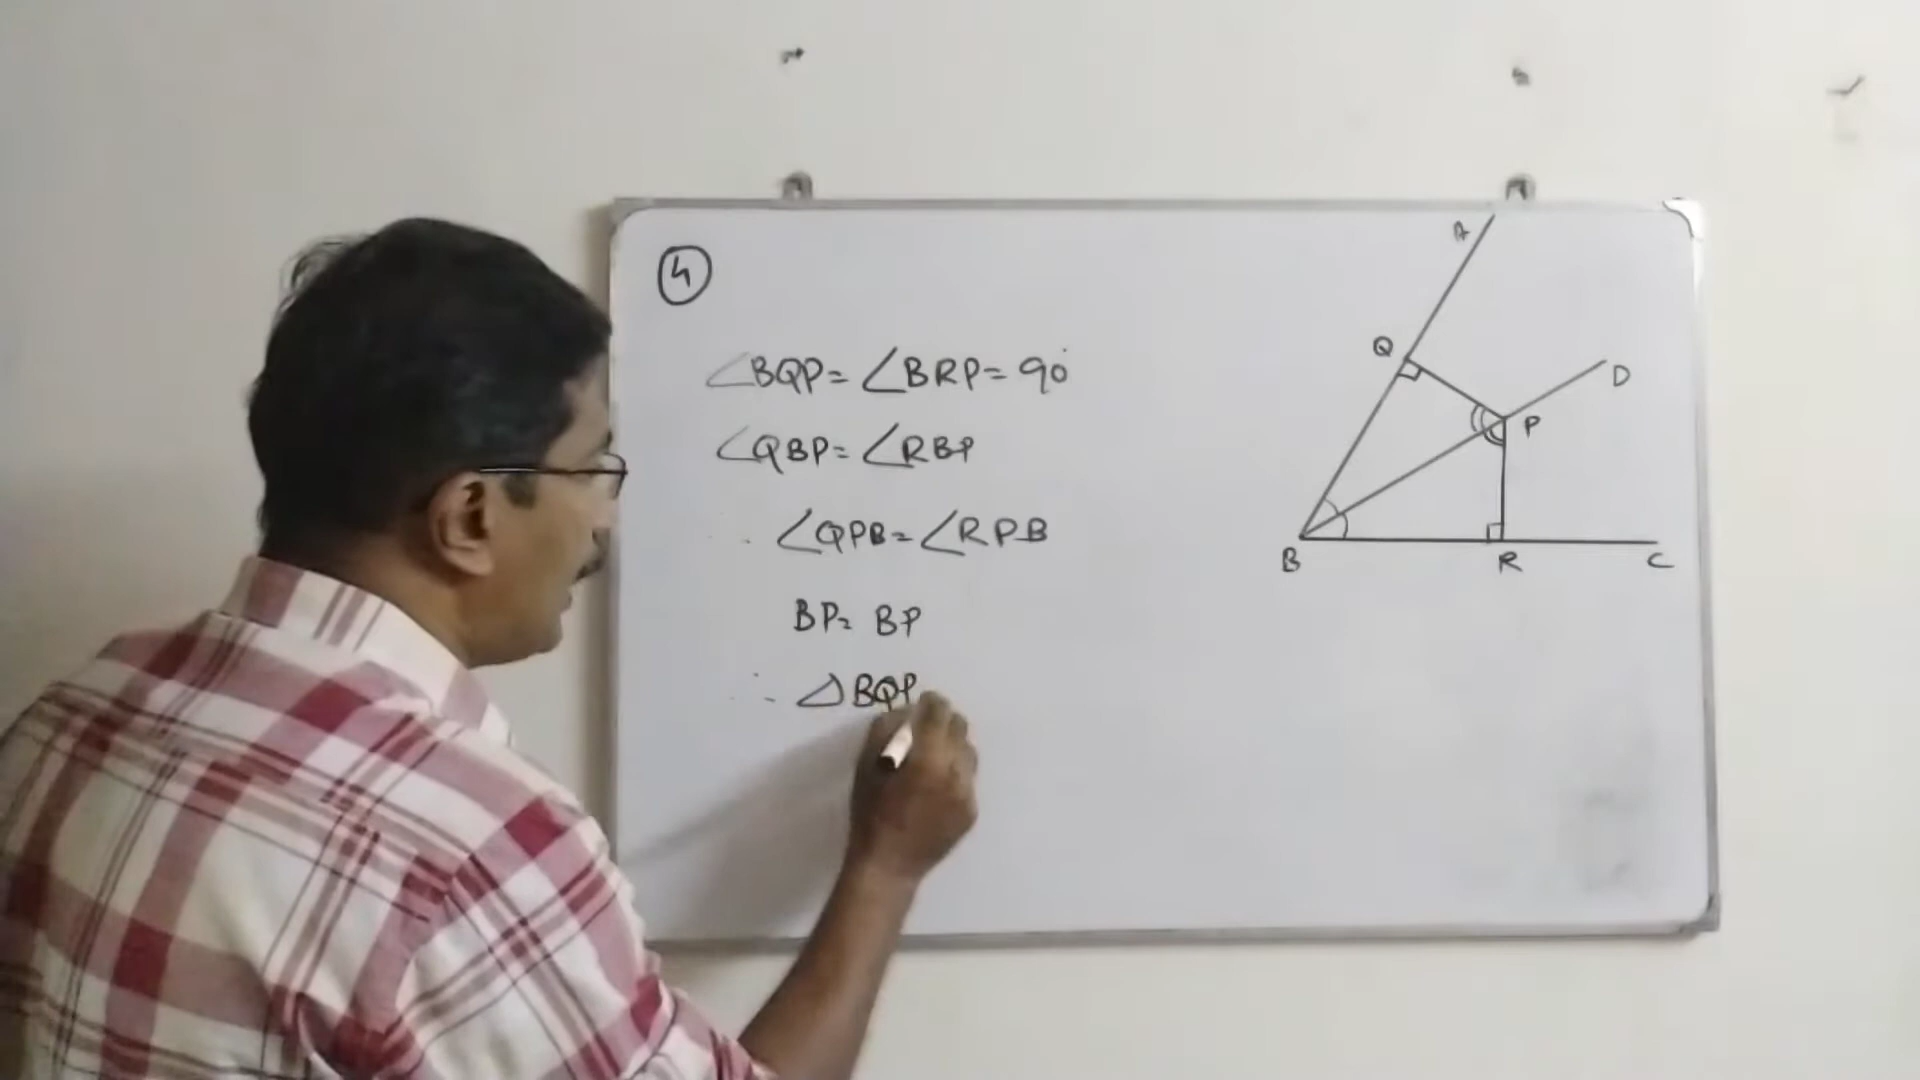 4
∠BQP = ∠BRP = 90°
∠QBP = ∠RBP
∴ ∠QPB = ∠RPB
BP = BP
∴ △BQP
A
Q
D
P
B
R
C